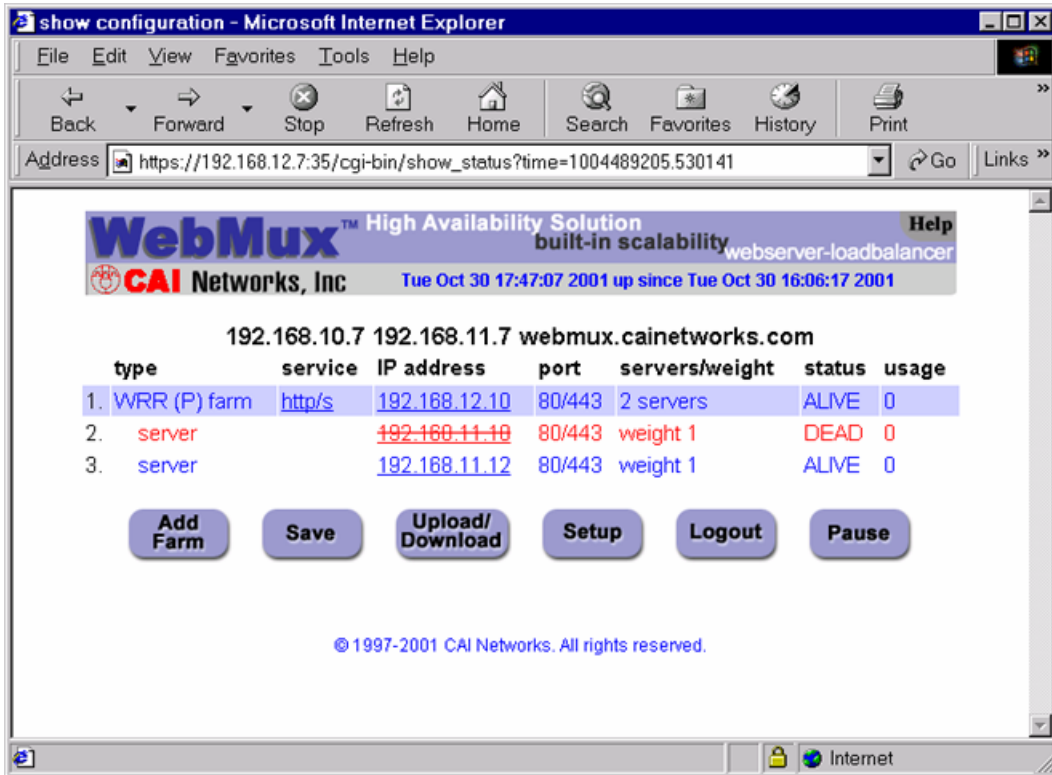 show configuration - Microsoft Internet Explorer
File Edit View Favorites Tools Help
Back Forward Stop Refresh Home Search Favorites History Print
Address https://192.168.12.7:35/cgi-bin/show_status?time=1004489205.530141 Go Links
WebMux™ High Availability Solution Help
built-in scalability
webserver-loadbalancer
CAI Networks, Inc Tue Oct 30 17:47:07 2001 up since Tue Oct 30 16:06:17 2001
192.168.10.7 192.168.11.7 webmux.cainetworks.com
type service IP address port servers/weight status usage
1. WRR (P) farm http/s 192.168.12.10 80/443 2 servers ALIVE 0
2. server 192.168.11.10 80/443 weight 1 DEAD 0
3. server 192.168.11.12 80/443 weight 1 ALIVE 0
Add Farm Save Upload/Download Setup Logout Pause
© 1997-2001 CAI Networks. All rights reserved.
Internet